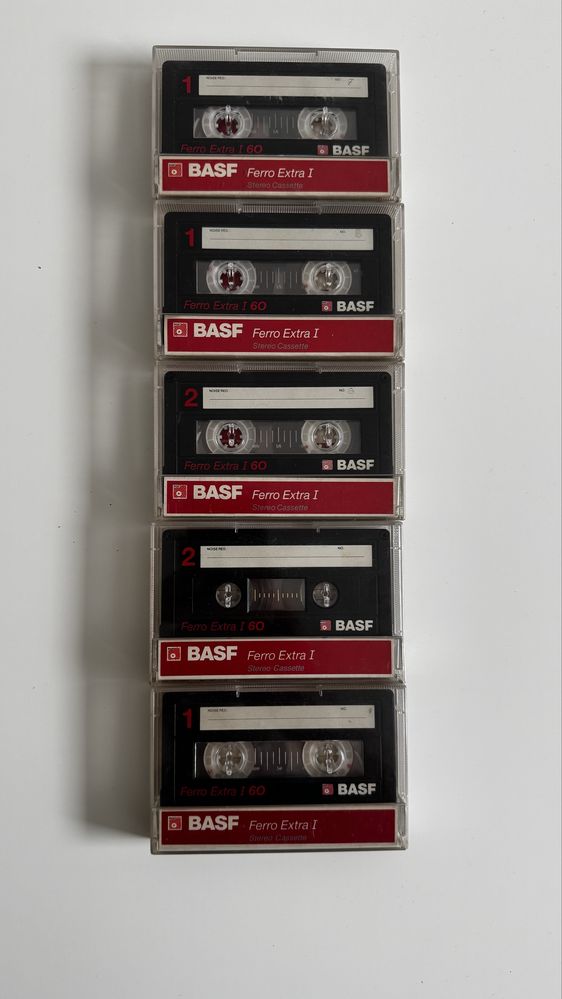 1 NOISE RED. NO. 7
Ferro Extra I 60 BASF
BASF Ferro Extra I
Stereo Cassette
1 NOISE RED. NO. 8
Ferro Extra I 60 BASF
BASF Ferro Extra I
Stereo Cassette
2 NOISE RED. NO. 3
Ferro Extra I 60 BASF
BASF Ferro Extra I
Stereo Cassette
2 NOISE RED. NO.
Ferro Extra I 60 BASF
BASF Ferro Extra I
Stereo Cassette
1 NOISE RED. NO.
Ferro Extra I 60 BASF
BASF Ferro Extra I
Stereo Cassette